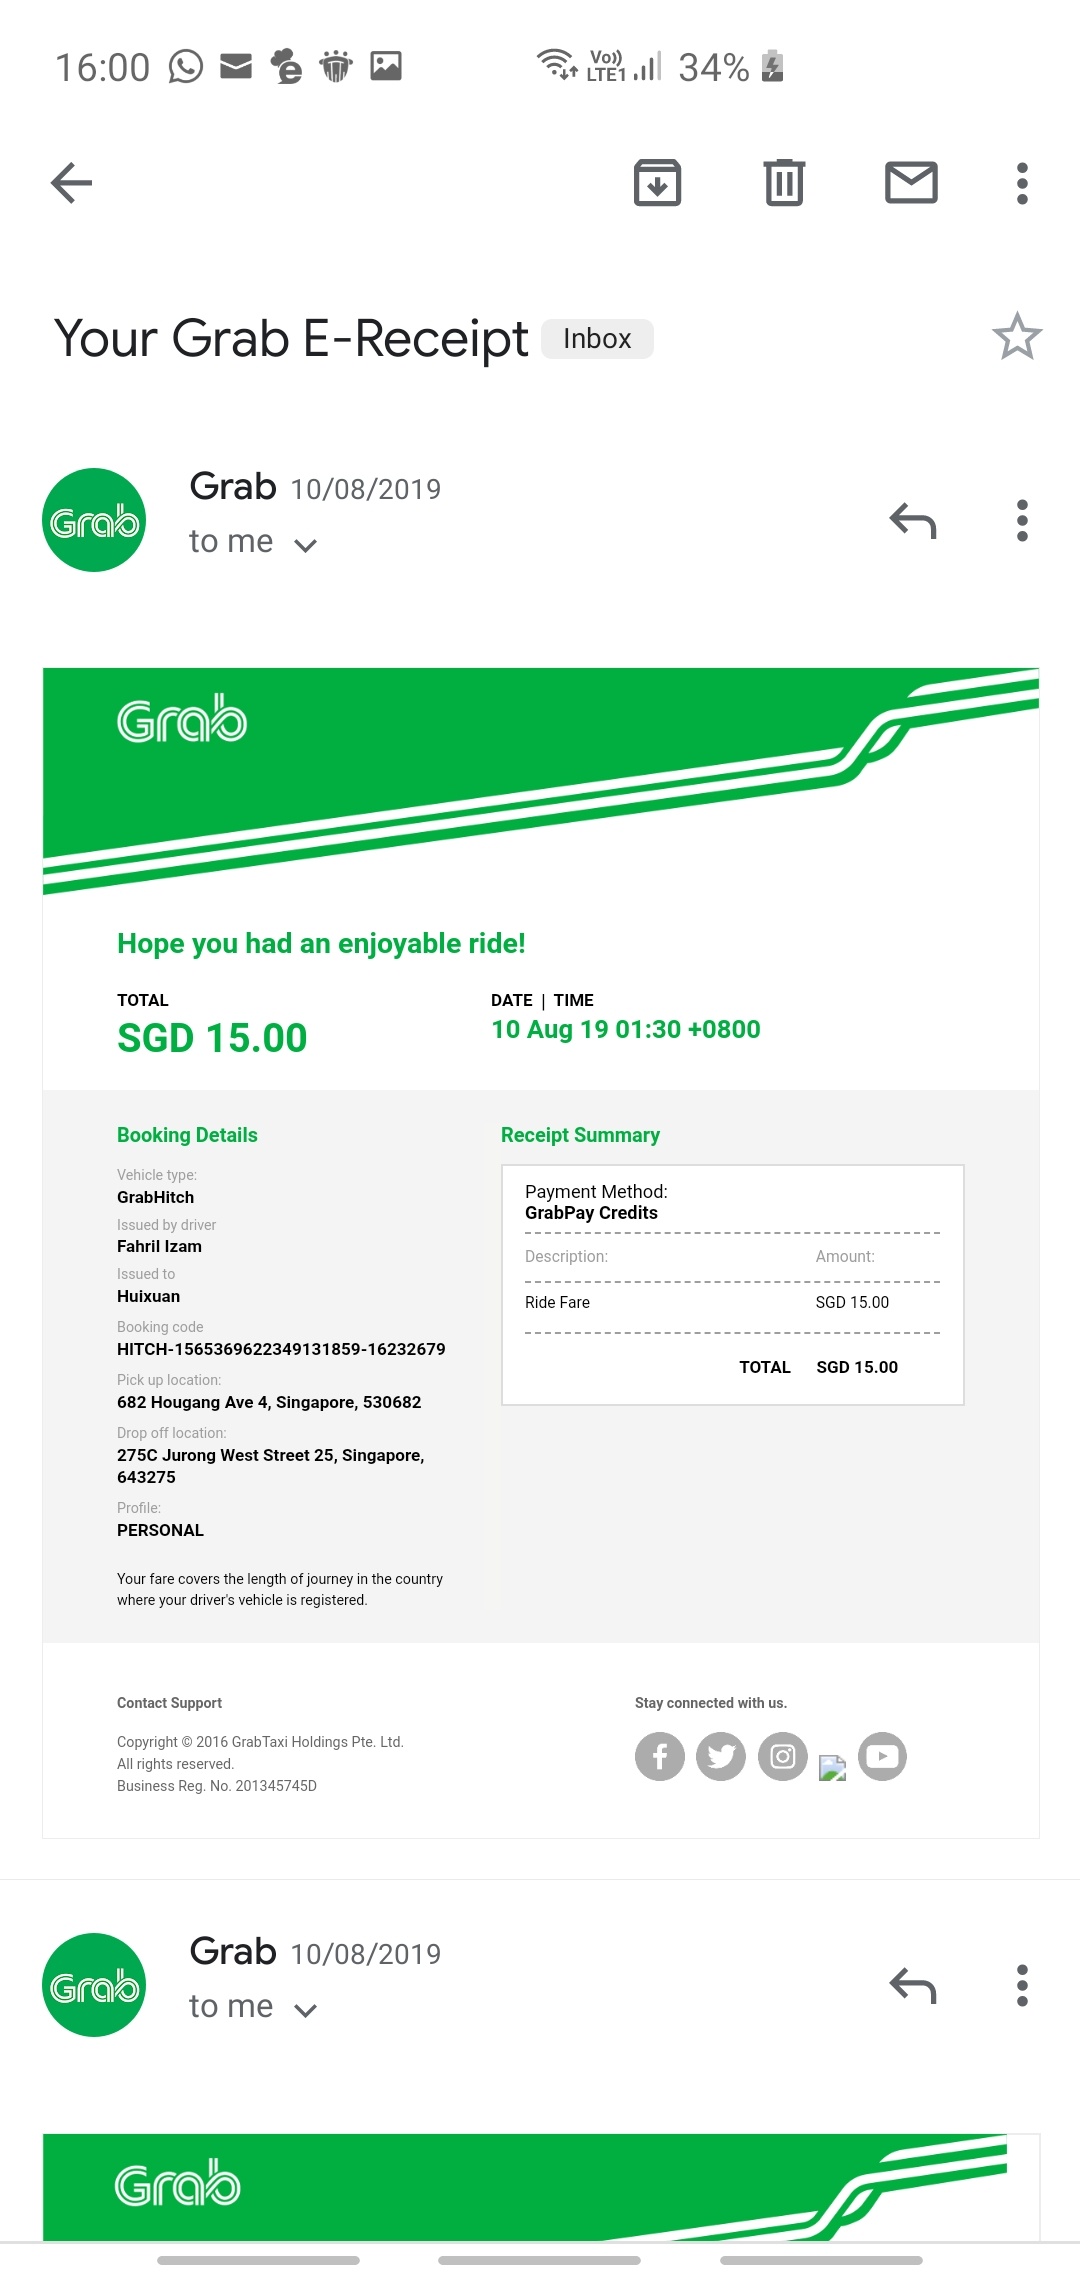 16:00 Vo)) LTE1 34%
Your Grab E-Receipt Inbox
Grab 10/08/2019
Grab
to me
Grab
Hope you had an enjoyable ride!
TOTAL DATE | TIME
SGD 15.00 10 Aug 19 01:30 +0800
Booking Details
Vehicle type:
GrabHitch
Issued by driver
Fahril Izam
Issued to
Huixuan
Booking code
HITCH-1565369622349131859-16232679
Pick up location:
682 Hougang Ave 4, Singapore, 530682
Drop off location:
275C Jurong West Street 25, Singapore,
643275
Profile:
PERSONAL
Your fare covers the length of journey in the country
where your driver's vehicle is registered.
Receipt Summary
Payment Method:
GrabPay Credits
Description: Amount:
Ride Fare SGD 15.00
TOTAL SGD 15.00
Contact Support
Copyright © 2016 GrabTaxi Holdings Pte. Ltd.
All rights reserved.
Business Reg. No. 201345745D
Stay connected with us.
Grab 10/08/2019
Grab
to me
Grab